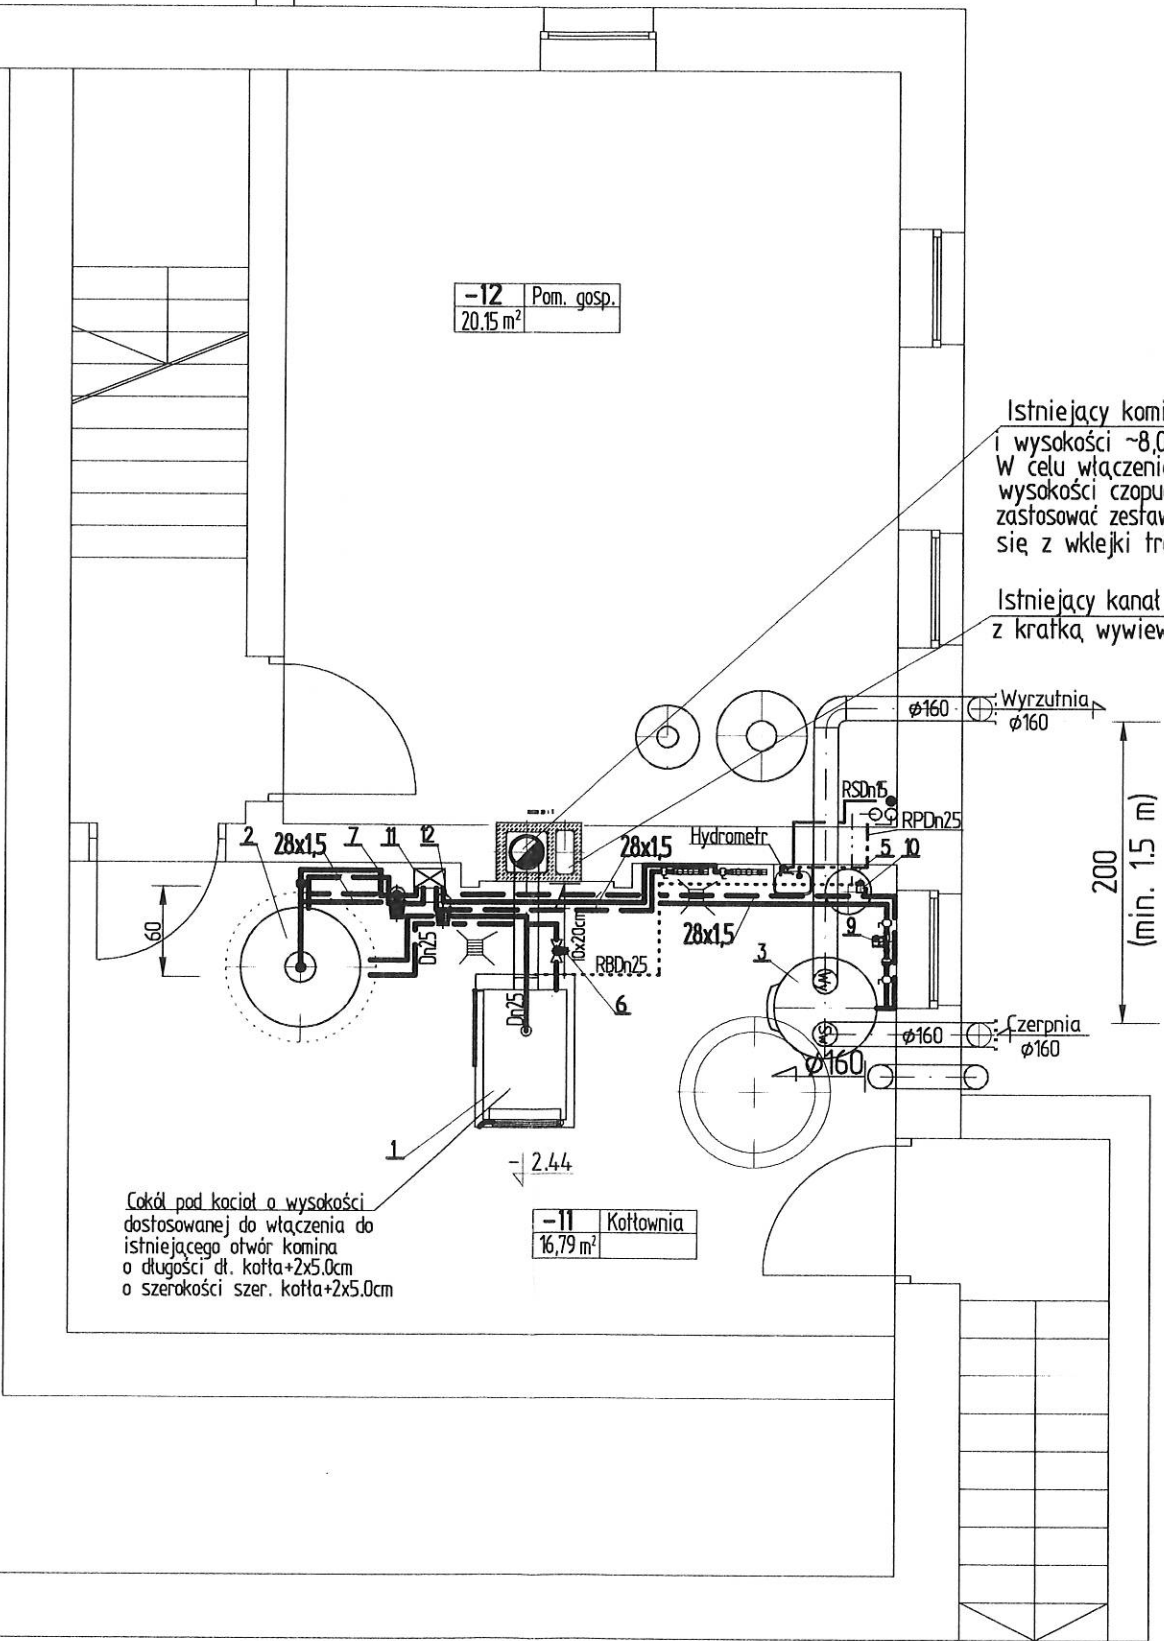 -12 Pom. gosp.
20.15 m²
Istniejący komi
i wysokości ~8,0
W celu włączenie
wysokości czopu
zastosować zestaw
się z wklejki tr
Istniejący kanał
z kratką wywiew
Wyrzutnia
ø160
ø160
RSDn15
RPDn25
Hydrometr
2
28x1,5
7
11
12
28x1,5
5
10
60
Dn25
10x20cm
28x1,5
9
200
(min. 1.5 m)
RBDn25
3
WY
6
Dn25
św
ø160
Czerpnia
ø160
ø160
1
- 2.44
Cokół pod kocioł o wysokości
dostosowanej do włączenia do
istniejącego otwór komina
o długości dł. kotła+2x5.0cm
o szerokości szer. kotła+2x5.0cm
-11 Kotłownia
16,79 m²